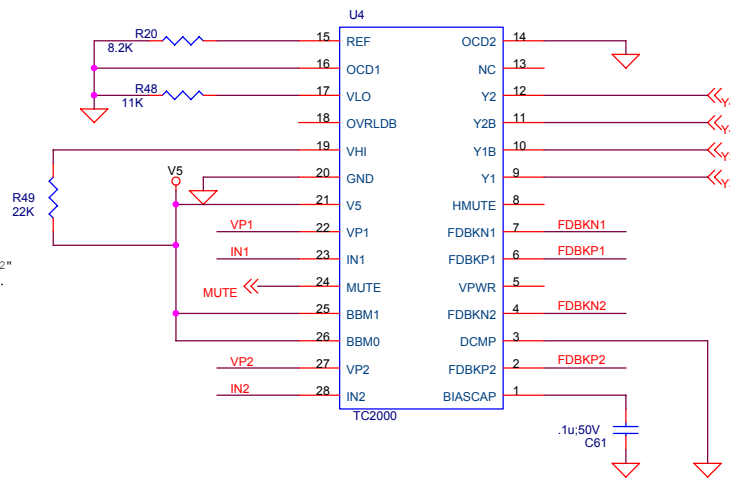 U4
R20 15 REF OCD2 14
8.2K
16 OCD1 NC 13
R48 17 VLO Y2 12
11K
18 OVRLDB Y2B 11
19 VHI Y1B 10
V5 20 GND Y1 9
R49
22K
21 V5 HMUTE 8
VP1 22 VP1 FDBKN1 7 FDBKN1
IN1 23 IN1 FDBKP1 6 FDBKP1
2"
.
MUTE 24 MUTE VPWR 5
25 BBM1 FDBKN2 4 FDBKN2
26 BBM0 DCMP 3
VP2 27 VP2 FDBKP2 2 FDBKP2
IN2 28 IN2 BIASCAP 1
TC2000
.1u;50V
C61